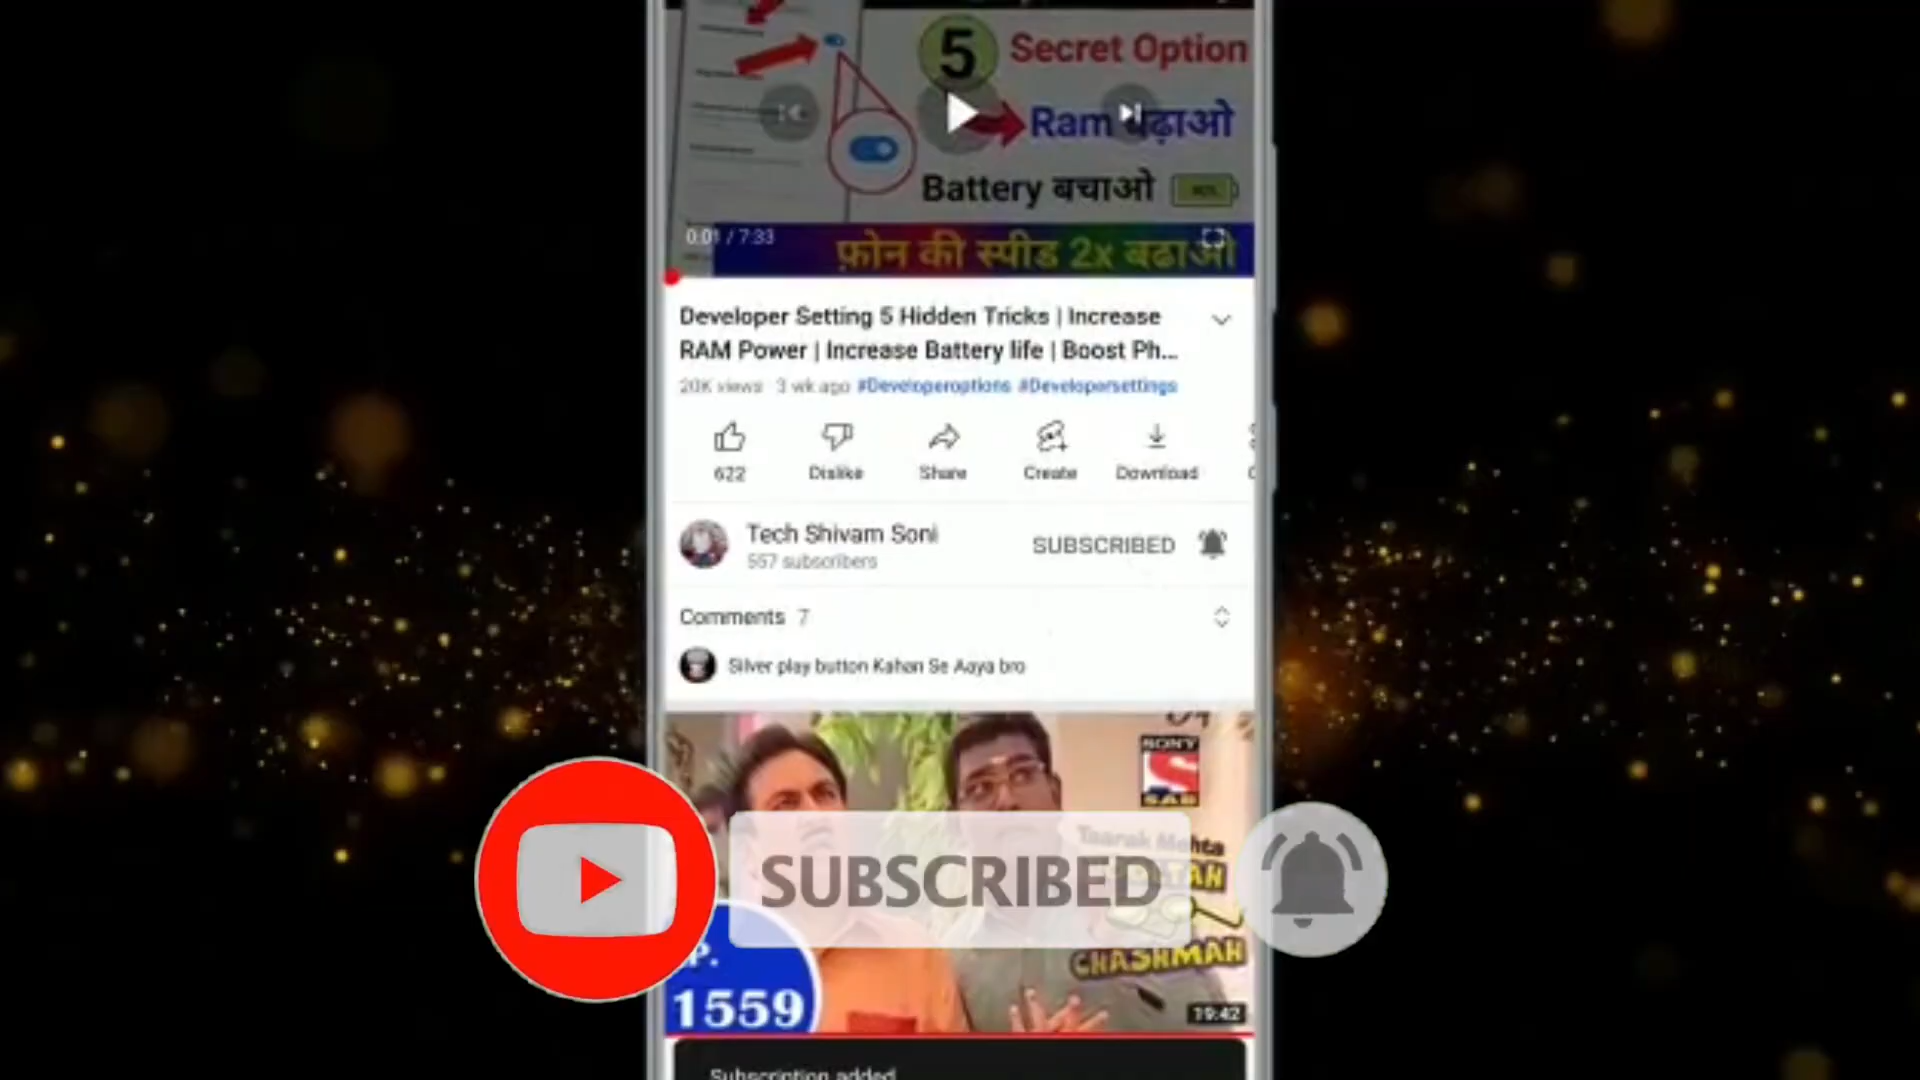 5 Secret Option
Ram बढ़ाओ
Battery बचाओ
0:01 / 7:33
फ़ोन की स्पीड 2x बढाओ
Developer Setting 5 Hidden Tricks | Increase
RAM Power | Increase Battery life | Boost Ph...
20K views 3 wk ago #Developeroptions #Developersettings
622 Dislike Share Create Download
Tech Shivam Soni
557 subscribers
SUBSCRIBED
Comments 7
Silver play button Kahan Se Aaya bro
SONY
SAB
Taarak Mehta
CHASHMAH
SUBSCRIBED
1559
19:42
Subscription added